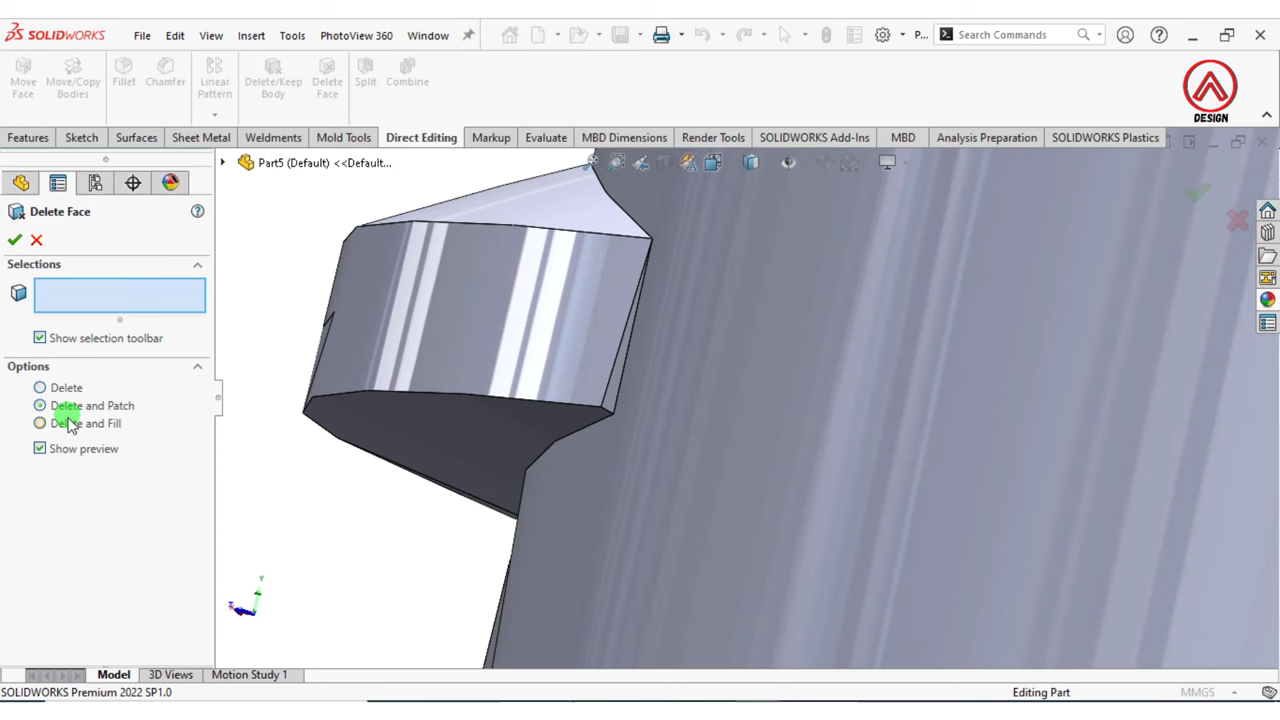 SOLIDWORKS File Edit View Insert Tools PhotoView 360 Window P... Search Commands
Move Face Move/Copy Bodies Fillet Chamfer Linear Pattern Delete/Keep Body Delete Face Split Combine
DESIGN
Features Sketch Surfaces Sheet Metal Weldments Mold Tools Direct Editing Markup Evaluate MBD Dimensions Render Tools SOLIDWORKS Add-Ins MBD Analysis Preparation SOLIDWORKS Plastics
Part5 (Default) <<Default...
Delete Face
Selections
Show selection toolbar
Options
Delete
Delete and Patch
Delete and Fill
Show preview
Y
Z
Model 3D Views Motion Study 1
SOLIDWORKS Premium 2022 SP1.0 Editing Part MMGS